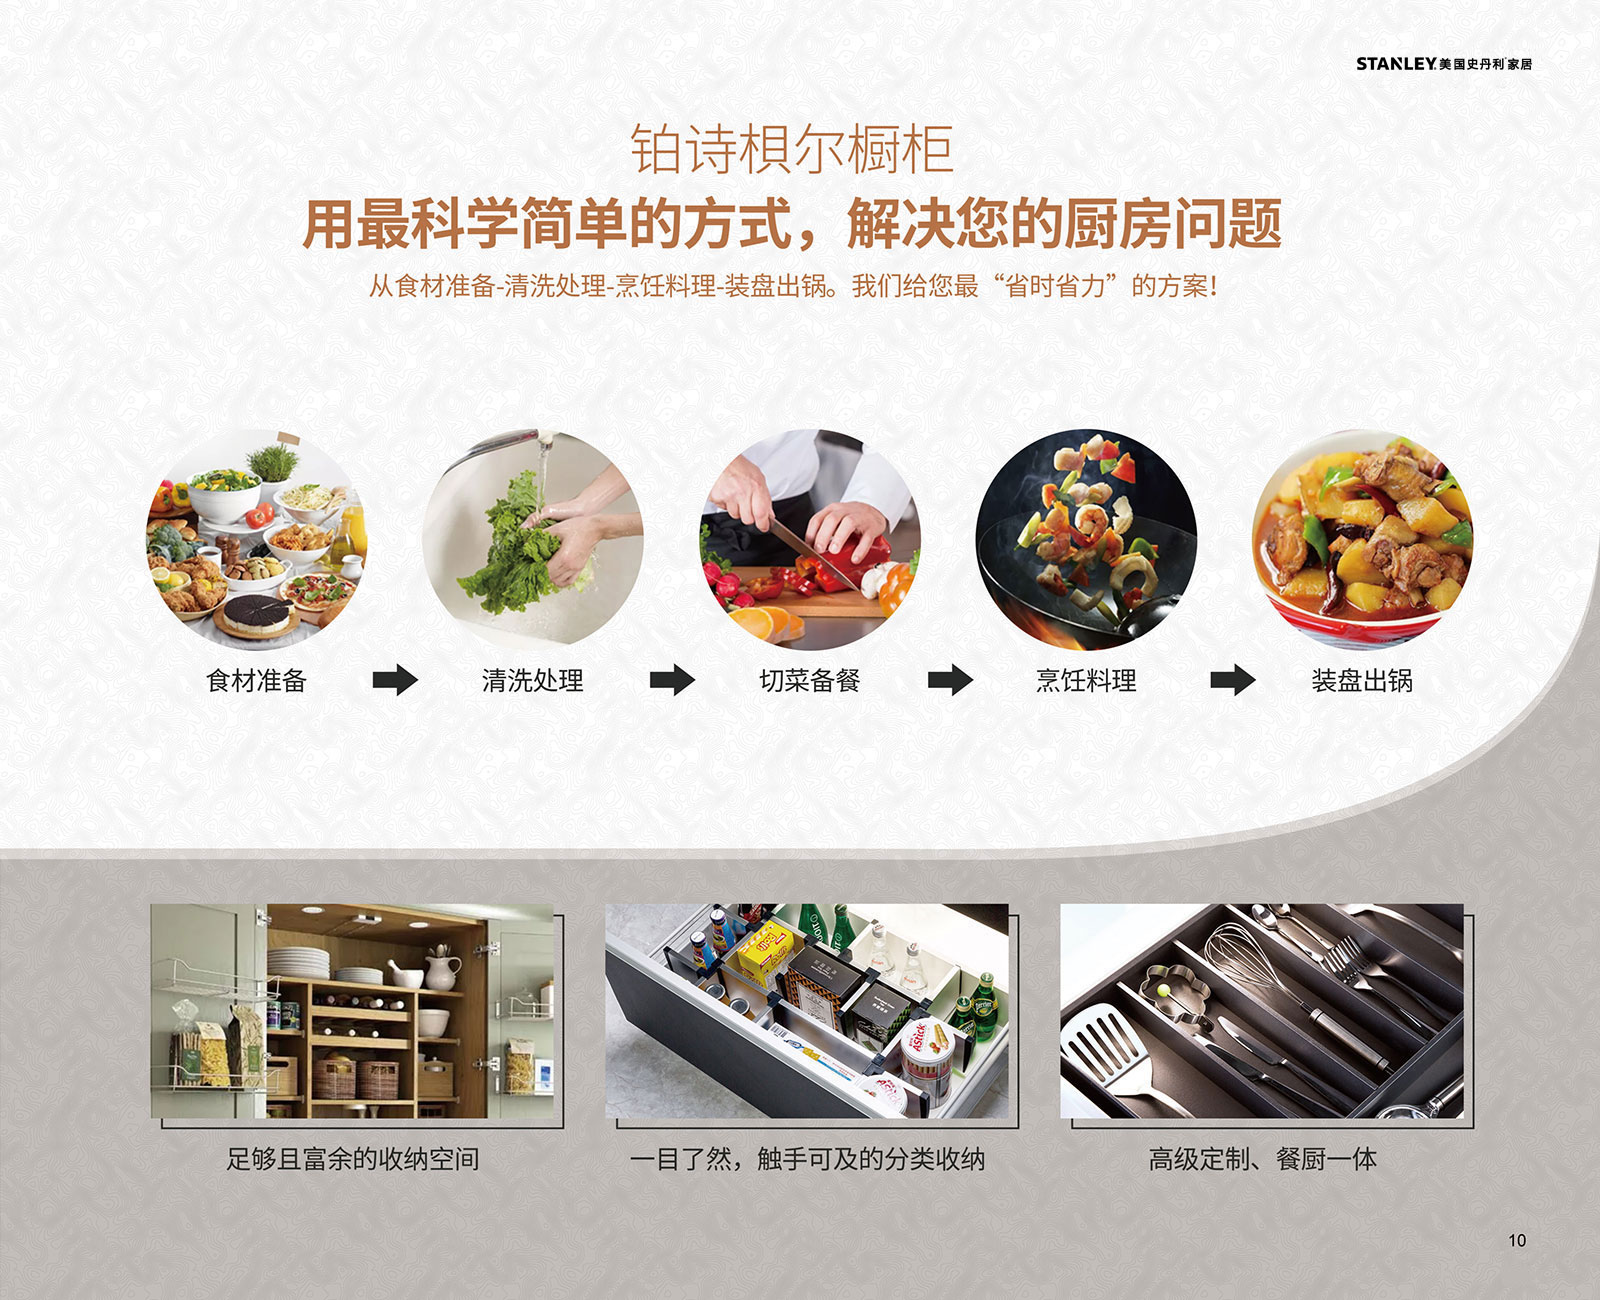 STANLEY.美国史丹利家居
铂诗梖尔橱柜
用最科学简单的方式，解决您的厨房问题
从食材准备-清洗处理-烹饪料理-装盘出锅。我们给您最“省时省力”的方案！
食材准备
清洗处理
切菜备餐
烹饪料理
装盘出锅
足够且富余的收纳空间
一目了然，触手可及的分类收纳
高级定制、餐厨一体
10